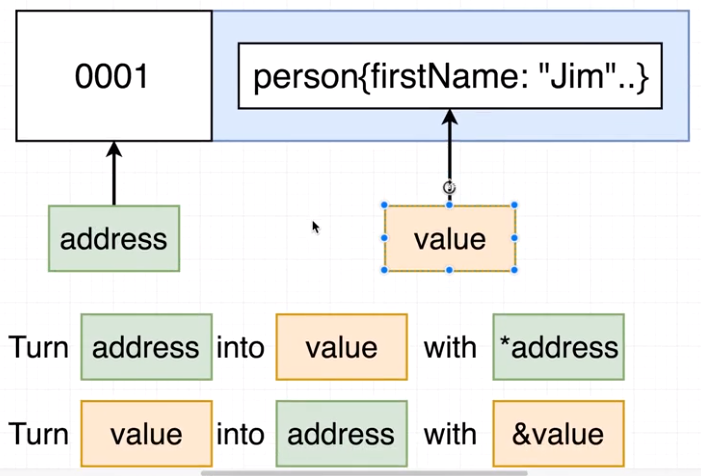 0001 person{firstName: "Jim"..}
address value
Turn address into value with *address
Turn value into address with &value